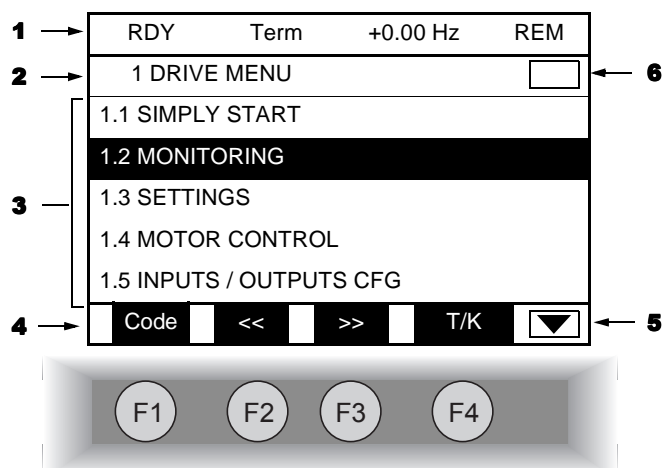 1 RDY Term +0.00 Hz REM
2 1 DRIVE MENU 6
1.1 SIMPLY START
1.2 MONITORING
3 1.3 SETTINGS
1.4 MOTOR CONTROL
1.5 INPUTS / OUTPUTS CFG
4 Code << >> T/K 5
F1 F2 F3 F4